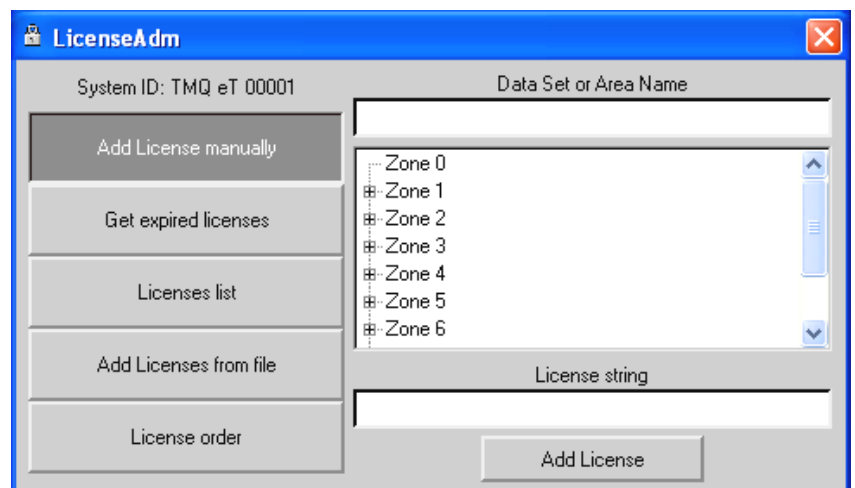 LicenseAdm
System ID: TMQ eT 00001
Add License manually
Get expired licenses
Licenses list
Add Licenses from file
License order
Data Set or Area Name
Zone 0
Zone 1
Zone 2
Zone 3
Zone 4
Zone 5
Zone 6
License string
Add License